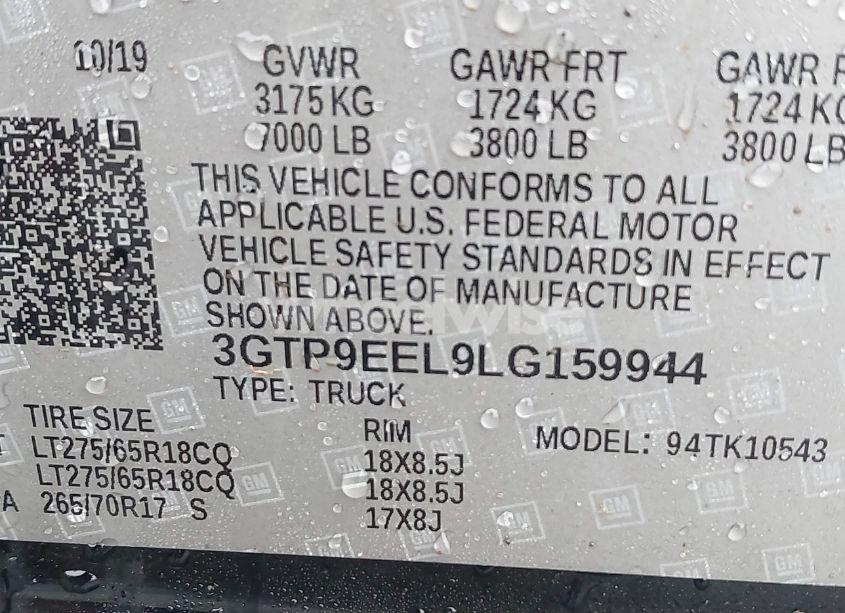 10/19 GVWR GAWR FRT GAWR
3175 KG 1724 KG 1724 KG
7000 LB 3800 LB 3800 LB
THIS VEHICLE CONFORMS TO ALL
APPLICABLE U.S. FEDERAL MOTOR
VEHICLE SAFETY STANDARDS IN EFFECT
ON THE DATE OF MANUFACTURE
SHOWN ABOVE.
3GTP9EEL9LG159944
TYPE: TRUCK
TIRE SIZE RIM MODEL: 94TK10543
LT275/65R18CQ 18X8.5J
LT275/65R18CQ 18X8.5J
265/70R17 S 17X8J